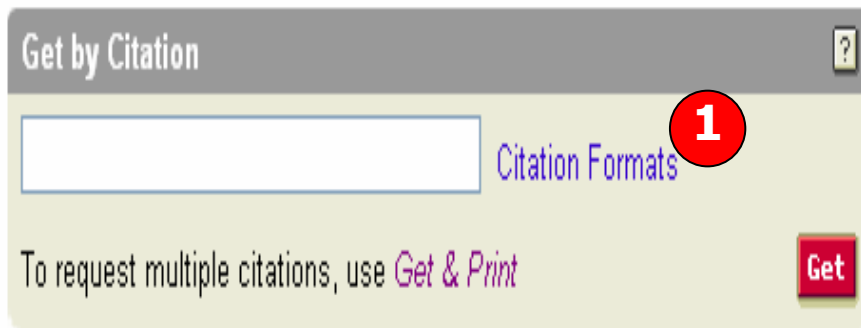 Get by Citation ?
1
Citation Formats
To request multiple citations, use Get & Print Get